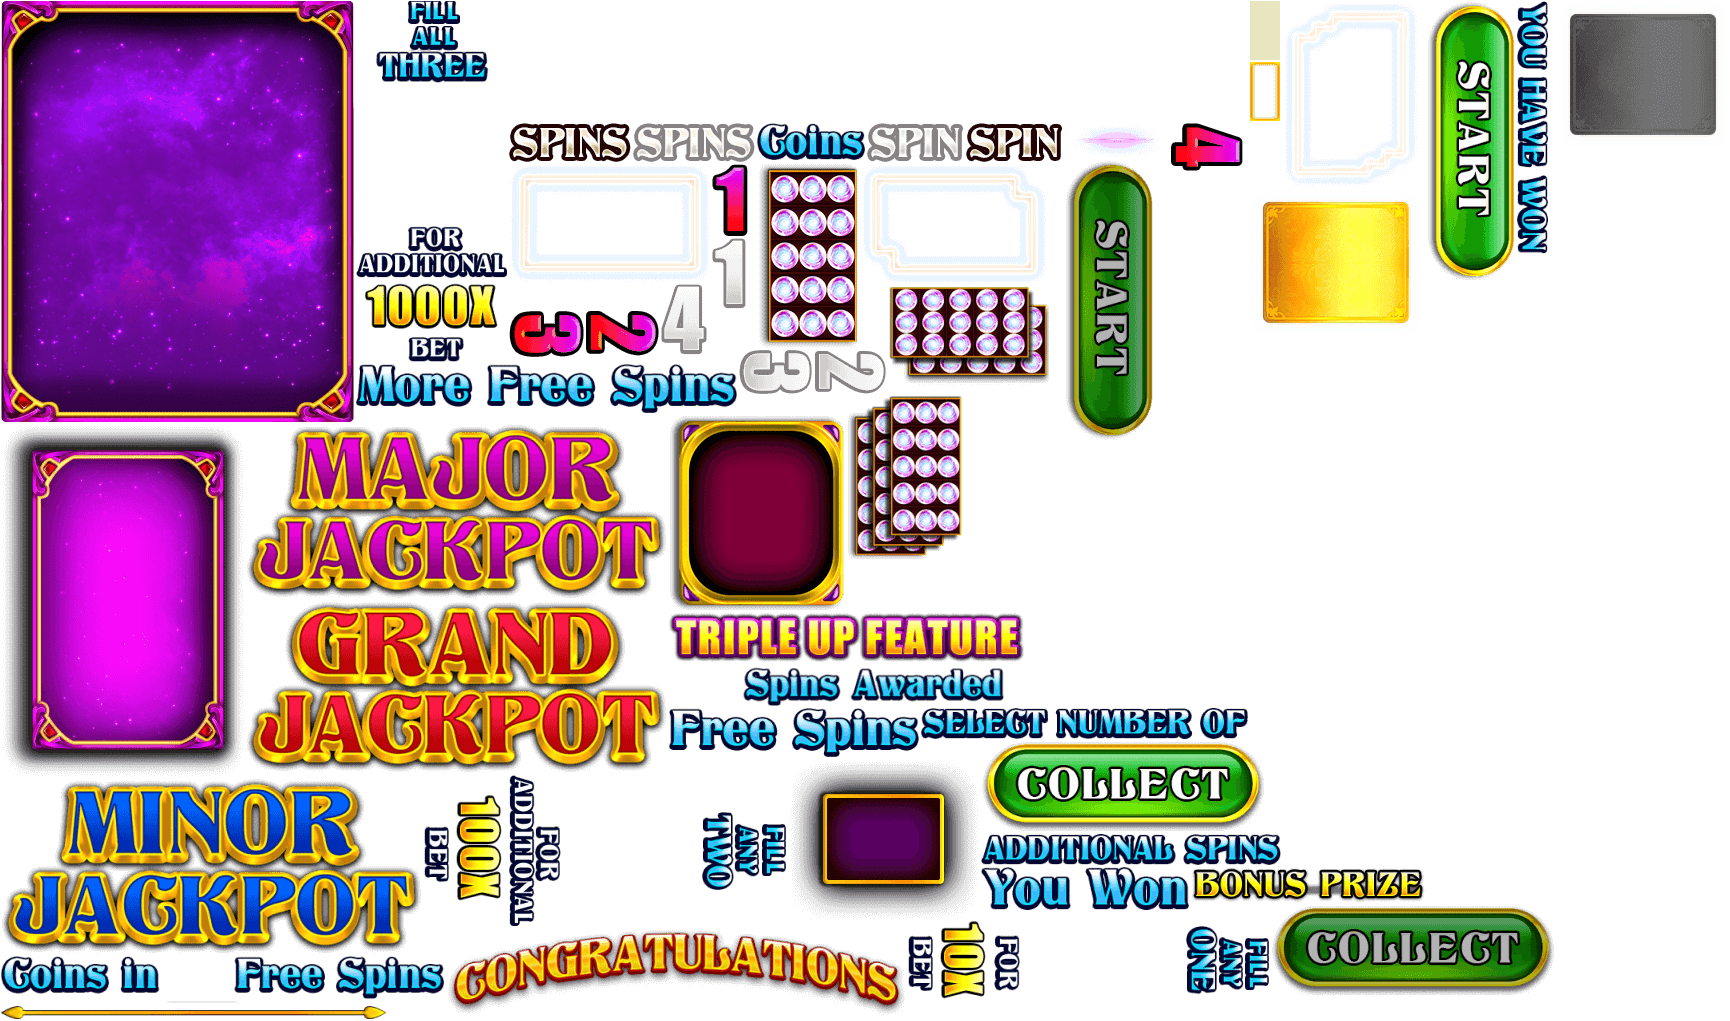 FILL
ALL
THREE
SPINS SPINS Coins SPIN SPIN
4
START
YOU HAVE WON
FOR
ADDITIONAL
1000X
BET
1
1
3 2 4
3 2
START
More Free Spins
MAJOR
JACKPOT
GRAND
JACKPOT
TRIPLE UP FEATURE
Spins Awarded
Free Spins
SELECT NUMBER OF
COLLECT
MINOR
JACKPOT
FOR
ADDITIONAL
100X
BET
FILL
ANY
TWO
ADDITIONAL SPINS
You Won
BONUS PRIZE
Coins in
Free Spins
CONGRATULATIONS
FOR
10X
BET
FILL
ANY
ONE
COLLECT